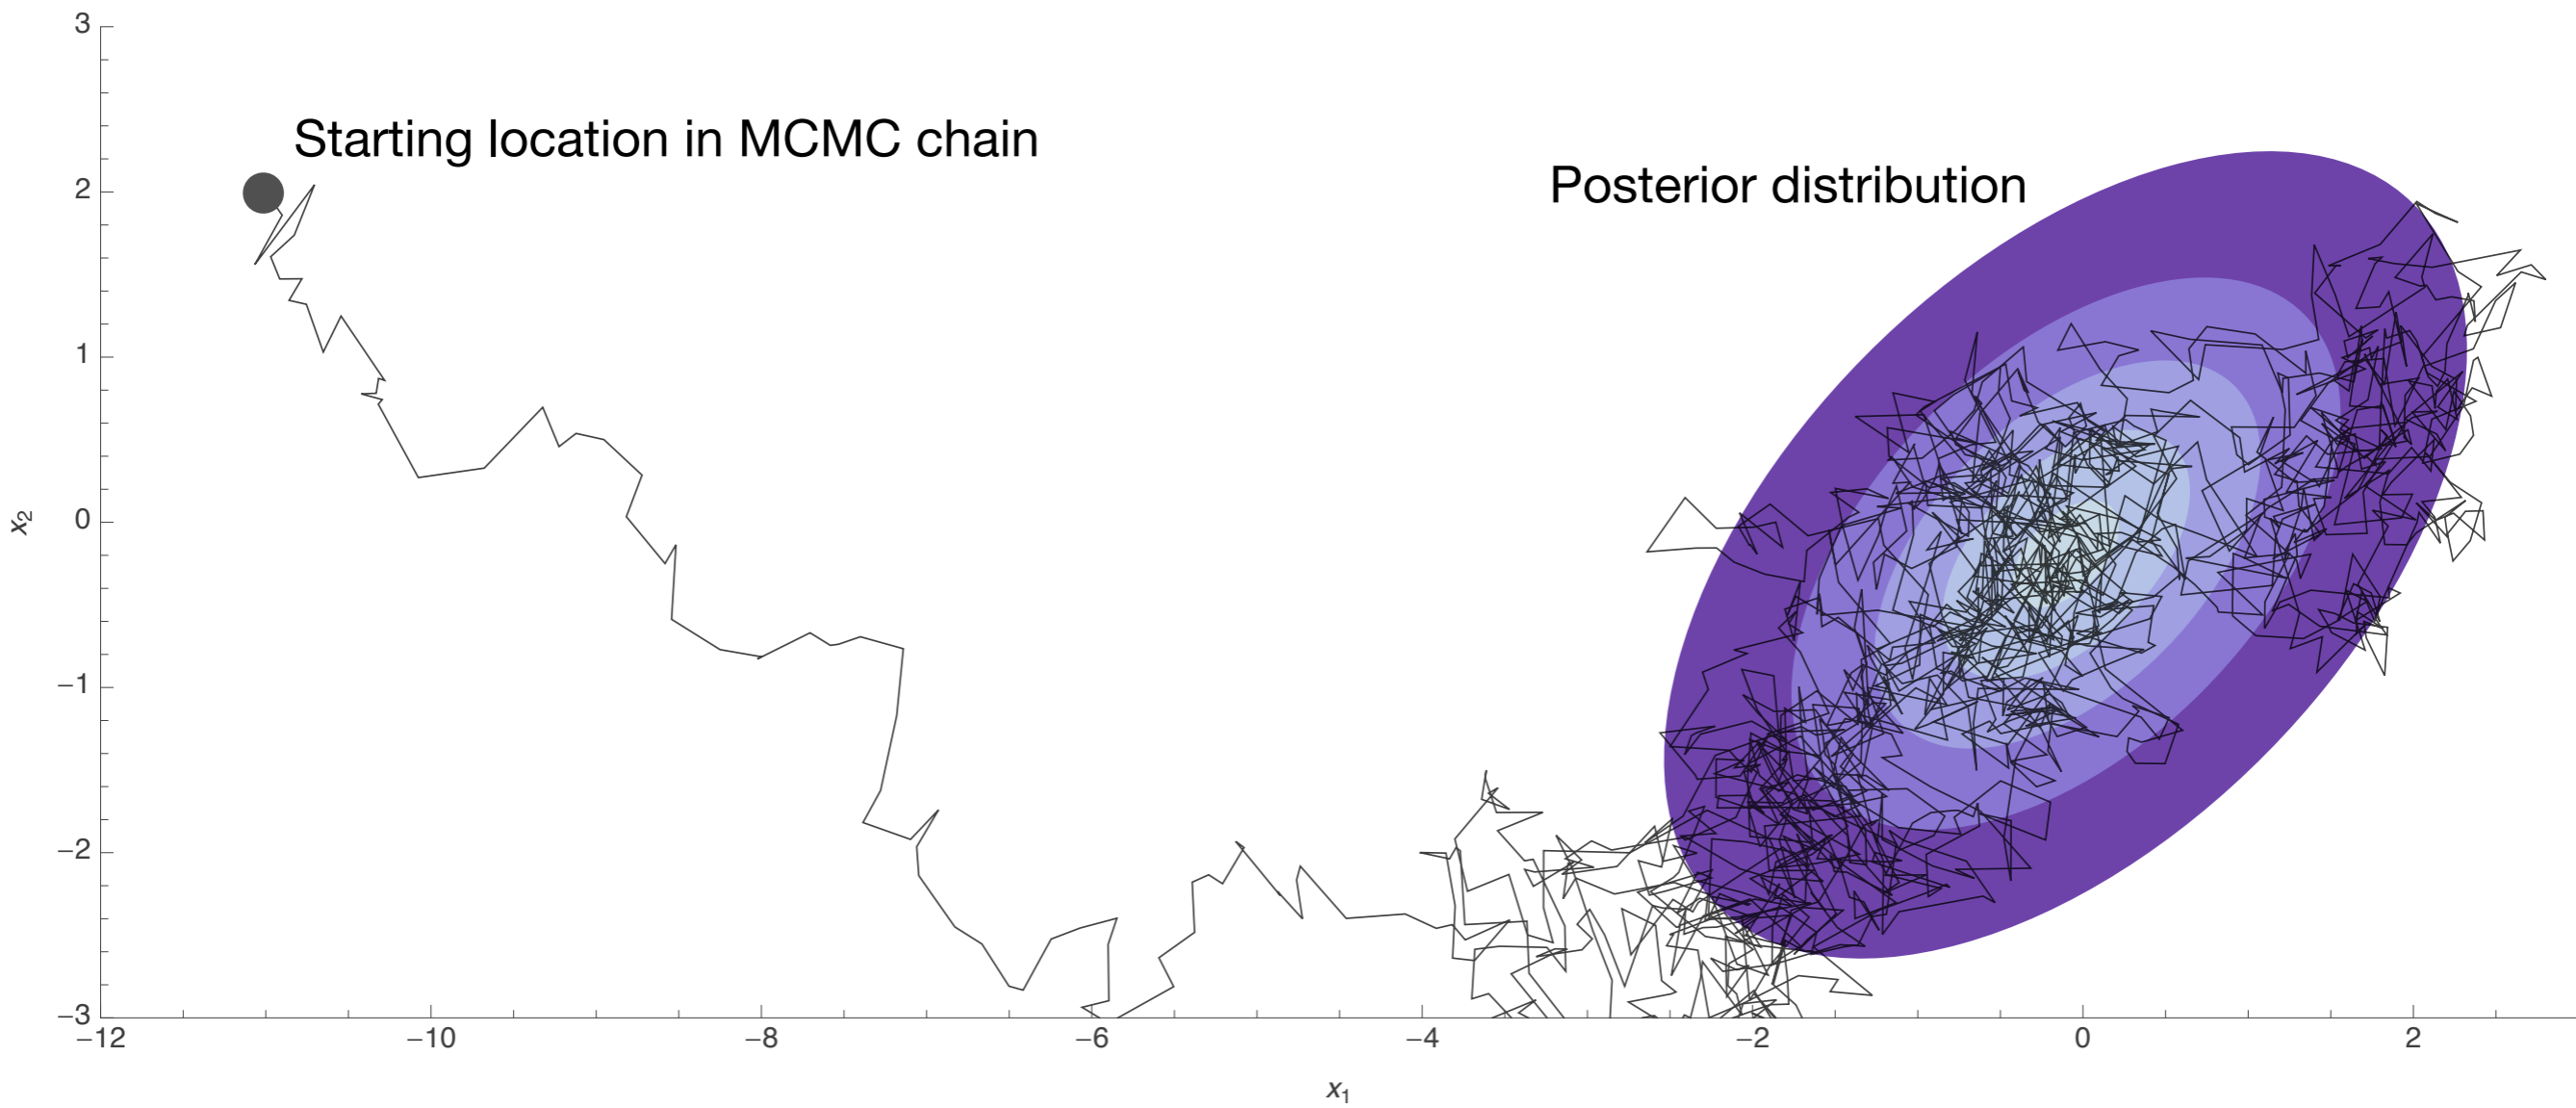 3
Starting location in MCMC chain
2
Posterior distribution
1
0
x₂
−1
−2
−3
−12 −10 −8 −6 −4 −2 0 2
x₁